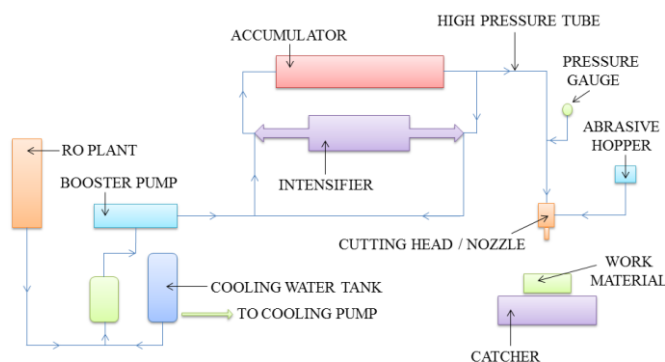 HIGH PRESSURE TUBE
ACCUMULATOR
PRESSURE
GAUGE
ABRASIVE
HOPPER
RO PLANT
BOOSTER PUMP
INTENSIFIER
CUTTING HEAD / NOZZLE
WORK
MATERIAL
COOLING WATER TANK
TO COOLING PUMP
CATCHER